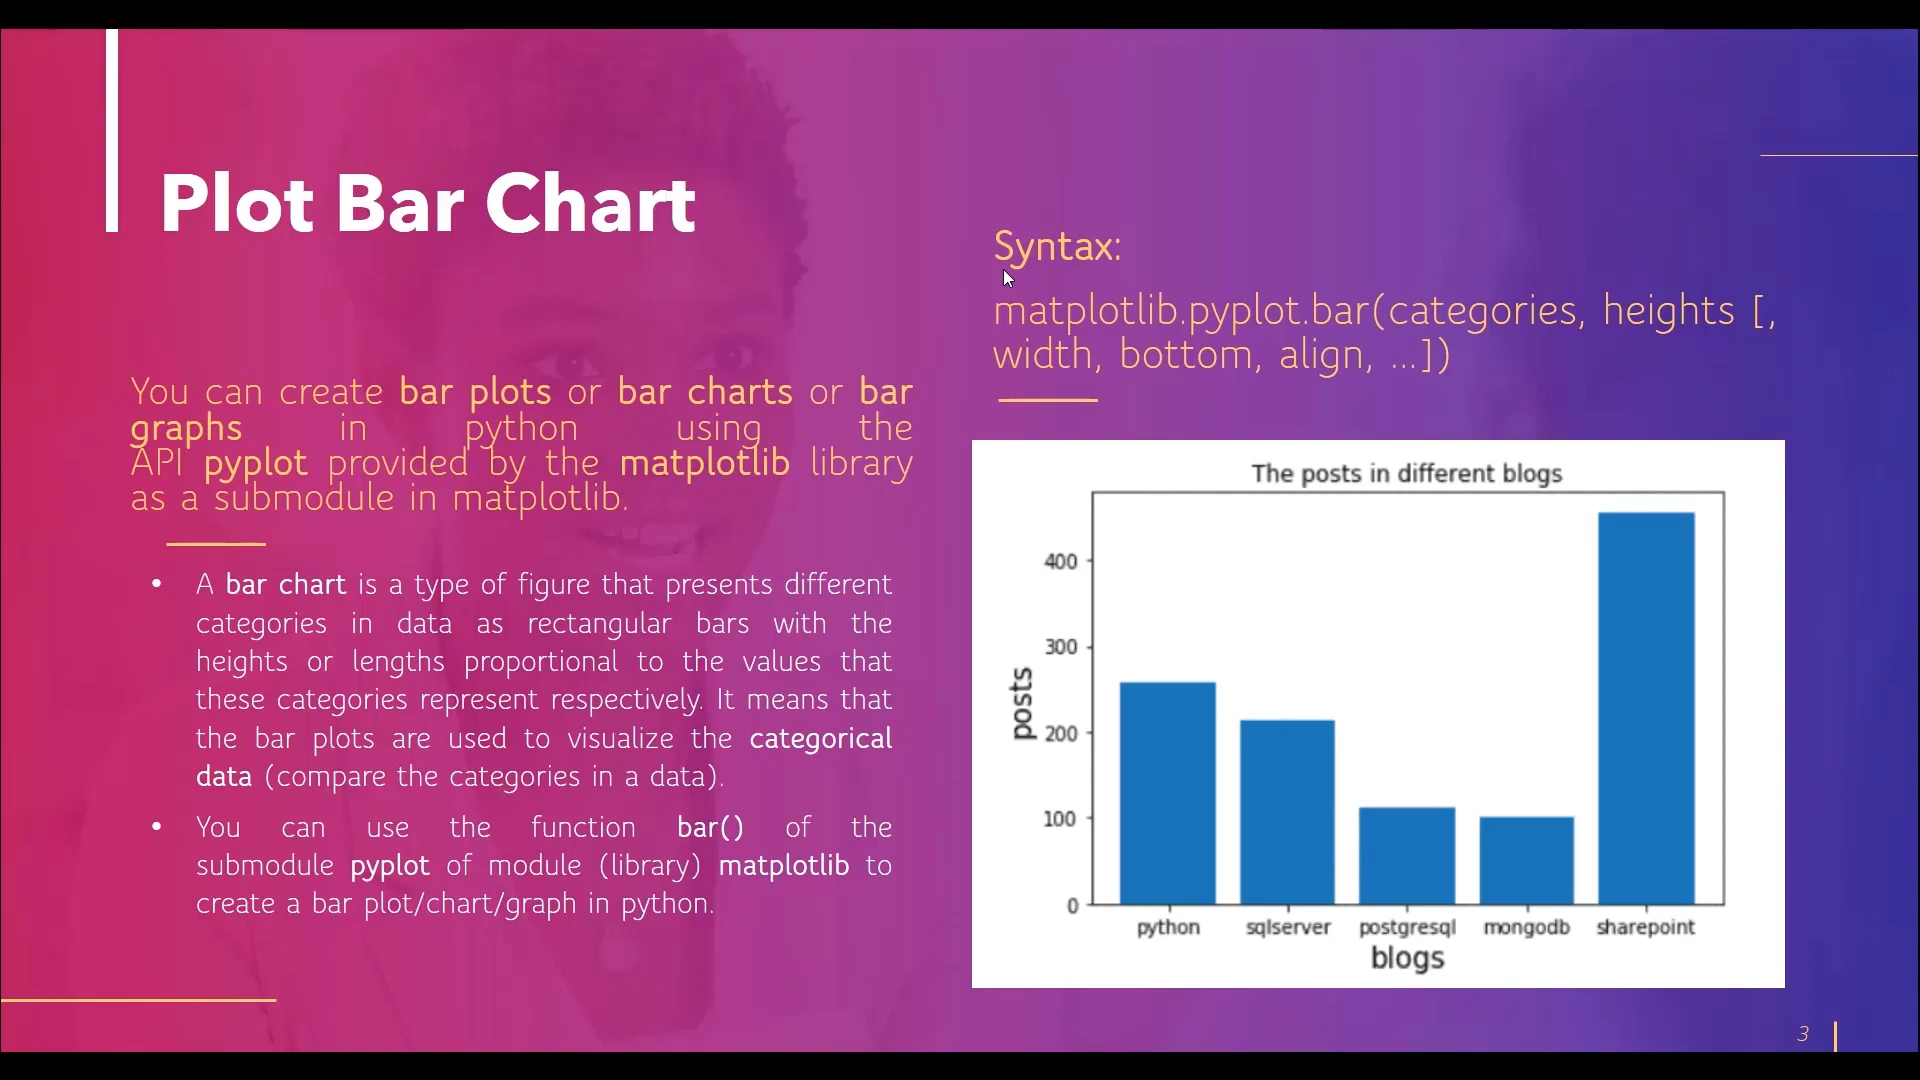 Plot Bar Chart
You can create bar plots or bar charts or bar
graphs in python using the
API pyplot provided by the matplotlib library
as a submodule in matplotlib.
• A bar chart is a type of figure that presents different
categories in data as rectangular bars with the
heights or lengths proportional to the values that
these categories represent respectively. It means that
the bar plots are used to visualize the categorical
data (compare the categories in a data).
• You can use the function bar() of the
submodule pyplot of module (library) matplotlib to
create a bar plot/chart/graph in python.
Syntax:
matplotlib.pyplot.bar(categories, heights [,
width, bottom, align, ...])
The posts in different blogs
posts
400
300
200
100
0
python sqlserver postgresql mongodb sharepoint
blogs
3